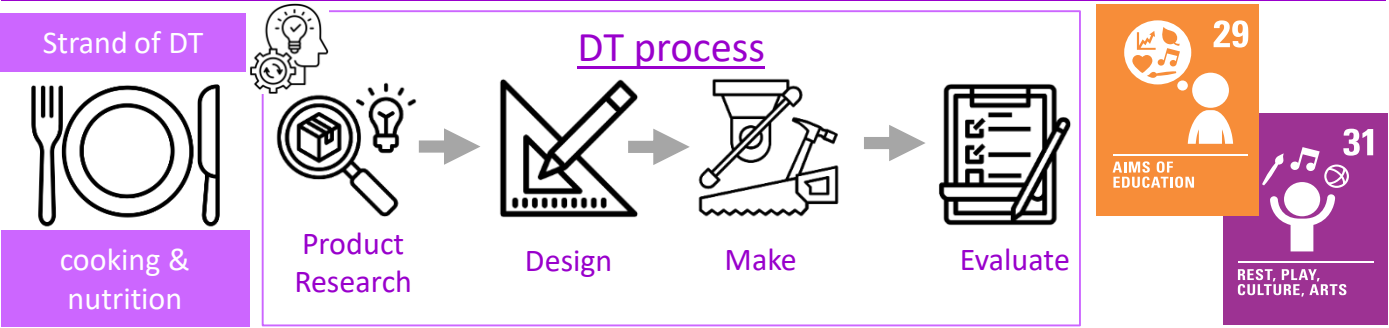 Strand of DT
cooking &
nutrition
DT process
Product
Research
Design
Make
Evaluate
29
AIMS OF
EDUCATION
31
REST, PLAY,
CULTURE, ARTS